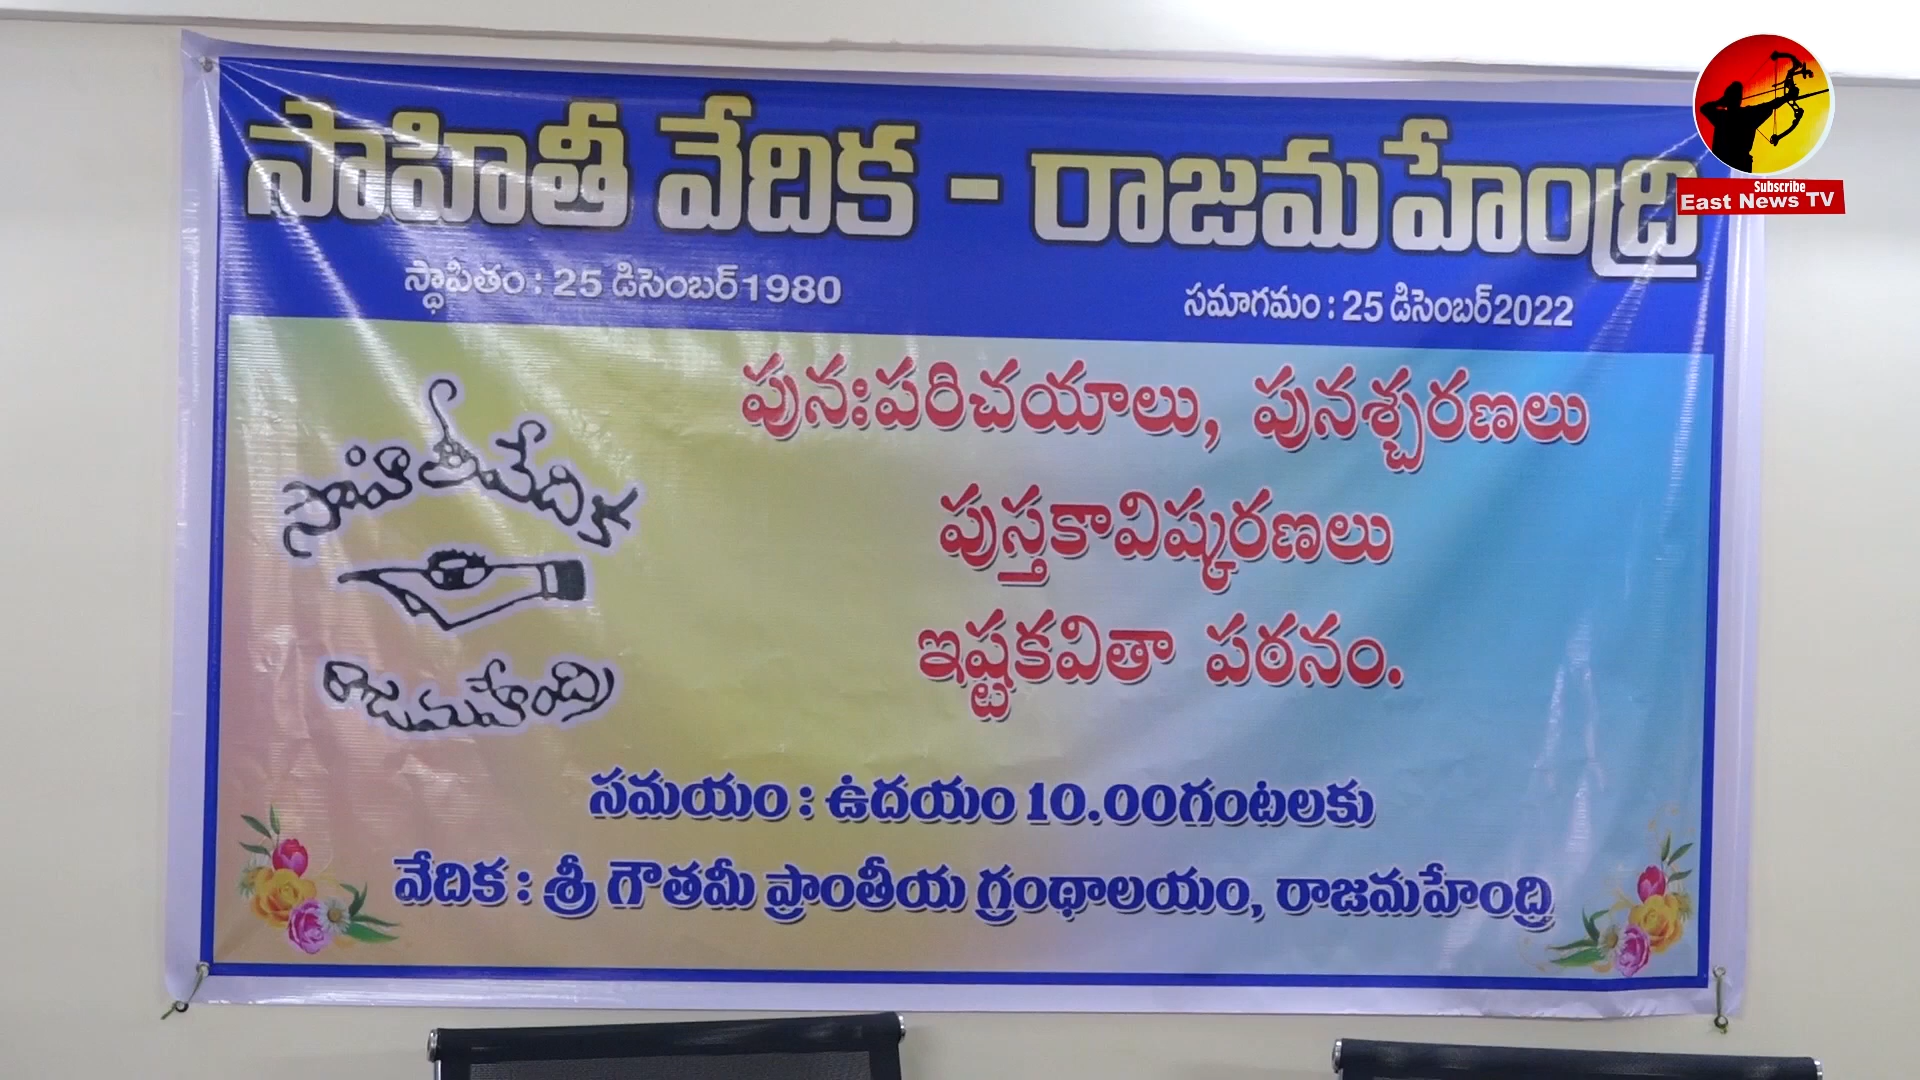 సాహితీ వేదిక - రాజమహేంద్రి
స్థాపితం : 25 డిసెంబర్1980
సమాగమం : 25 డిసెంబర్2022
పునఃపరిచయాలు, పునశ్చరణలు
పుస్తకావిష్కరణలు
ఇష్టకవితా పఠనం.
సాహితీవేదిక
రాజమహేంద్రి
సమయం : ఉదయం 10.00గంటలకు
వేదిక : శ్రీ గౌతమీ ప్రాంతీయ గ్రంథాలయం, రాజమహేంద్రి
Subscribe
East News TV